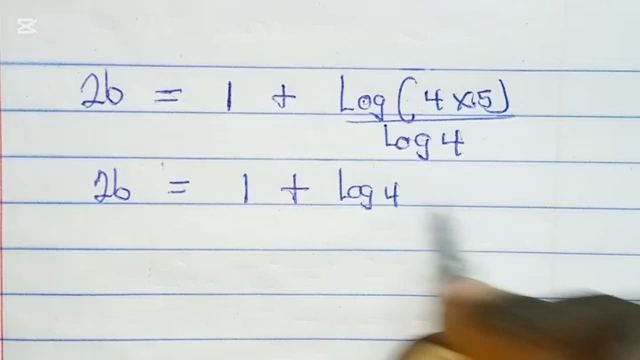 2b = 1 + Log(4×5)
Log 4
2b = 1 + log 4